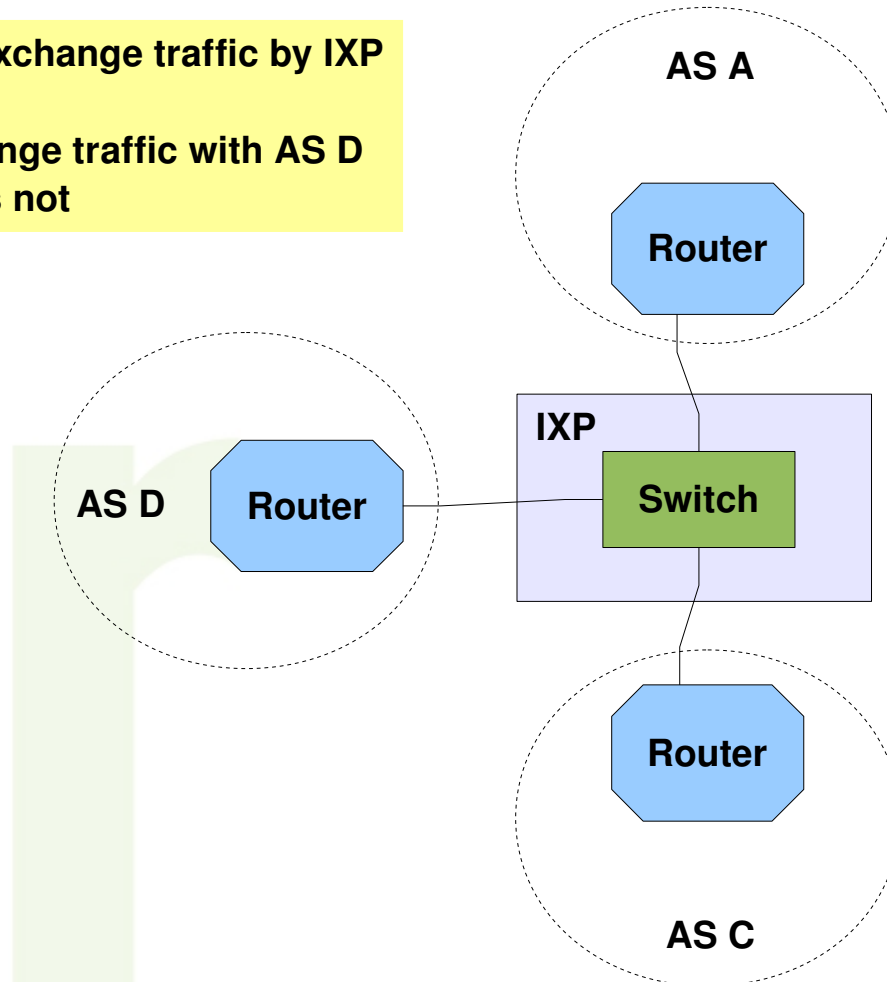 xchange traffic by IXP
nge traffic with AS D
s not
AS A
Router
IXP
AS D
Router
Switch
Router
AS C